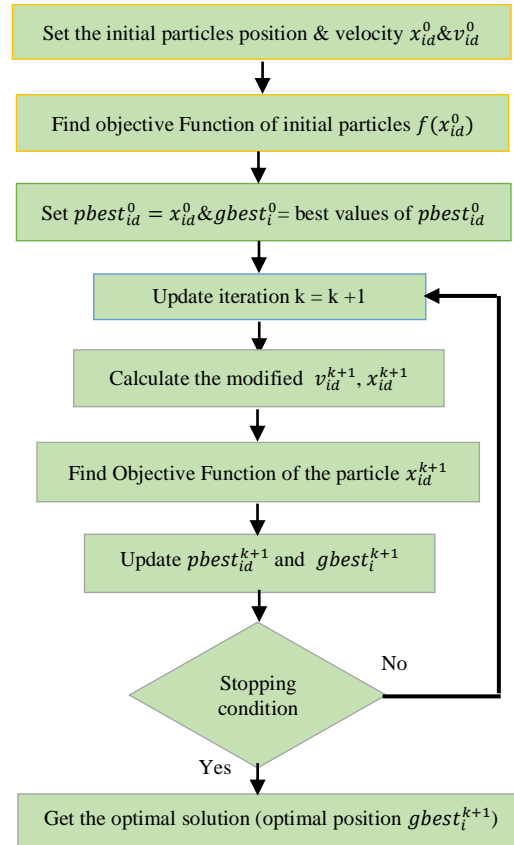 Set the initial particles position & velocity $x_{id}^{0}$&$v_{id}^{0}$
Find objective Function of initial particles $f(x_{id}^{0})$
Set $pbest_{id}^{0} = x_{id}^{0}$&$gbest_{i}^{0}$= best values of $pbest_{id}^{0}$
Update iteration k = k +1
Calculate the modified $v_{id}^{k+1}, x_{id}^{k+1}$
Find Objective Function of the particle $x_{id}^{k+1}$
Update $pbest_{id}^{k+1}$ and $gbest_{i}^{k+1}$
No
Stopping
condition
Yes
Get the optimal solution (optimal position $gbest_{i}^{k+1}$)